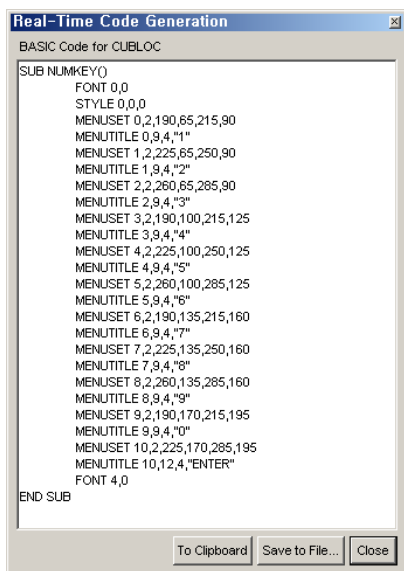 Real-Time Code Generation
BASIC Code for CUBLOC
SUB NUMKEY()
FONT 0,0
STYLE 0,0,0
MENUSET 0,2,190,65,215,90
MENUTITLE 0,9,4,"1"
MENUSET 1,2,225,65,250,90
MENUTITLE 1,9,4,"2"
MENUSET 2,2,260,65,285,90
MENUTITLE 2,9,4,"3"
MENUSET 3,2,190,100,215,125
MENUTITLE 3,9,4,"4"
MENUSET 4,2,225,100,250,125
MENUTITLE 4,9,4,"5"
MENUSET 5,2,260,100,285,125
MENUTITLE 5,9,4,"6"
MENUSET 6,2,190,135,215,160
MENUTITLE 6,9,4,"7"
MENUSET 7,2,225,135,250,160
MENUTITLE 7,9,4,"8"
MENUSET 8,2,260,135,285,160
MENUTITLE 8,9,4,"9"
MENUSET 9,2,190,170,215,195
MENUTITLE 9,9,4,"0"
MENUSET 10,2,225,170,285,195
MENUTITLE 10,12,4,"ENTER"
FONT 4,0
END SUB
To Clipboard Save to File... Close